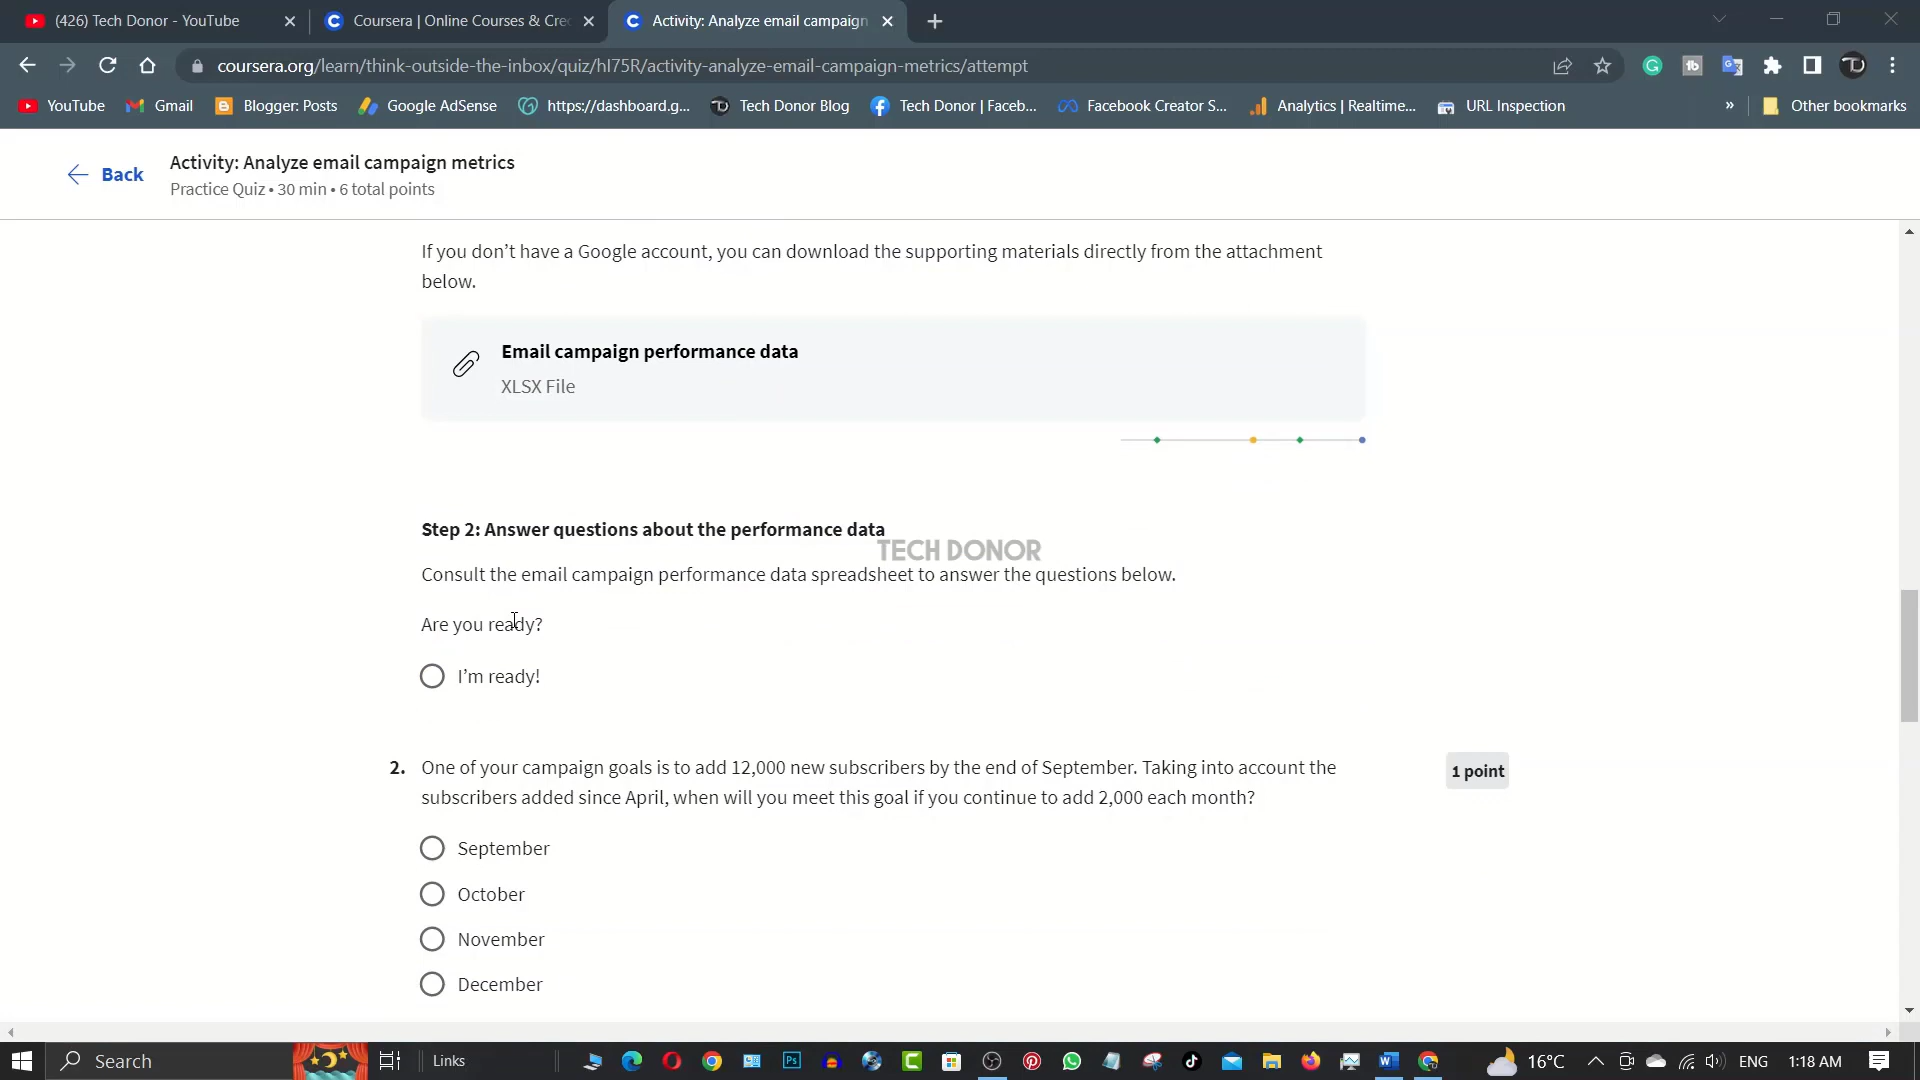 (426) Tech Donor - YouTube
Coursera | Online Courses & Cre
Activity: Analyze email campaign
coursera.org/learn/think-outside-the-inbox/quiz/hI75R/activity-analyze-email-campaign-metrics/attempt
YouTube
Gmail
Blogger: Posts
Google AdSense
https://dashboard.g...
Tech Donor Blog
Tech Donor | Faceb...
Facebook Creator S...
Analytics | Realtime...
URL Inspection
»
Other bookmarks
Back
Activity: Analyze email campaign metrics
Practice Quiz • 30 min • 6 total points
If you don’t have a Google account, you can download the supporting materials directly from the attachment
below.
Email campaign performance data
XLSX File
Step 2: Answer questions about the performance data
TECH DONOR
Consult the email campaign performance data spreadsheet to answer the questions below.
Are you ready?
I’m ready!
2. One of your campaign goals is to add 12,000 new subscribers by the end of September. Taking into account the
subscribers added since April, when will you meet this goal if you continue to add 2,000 each month?
1 point
September
October
November
December
Search
Links
16°C
ENG
1:18 AM